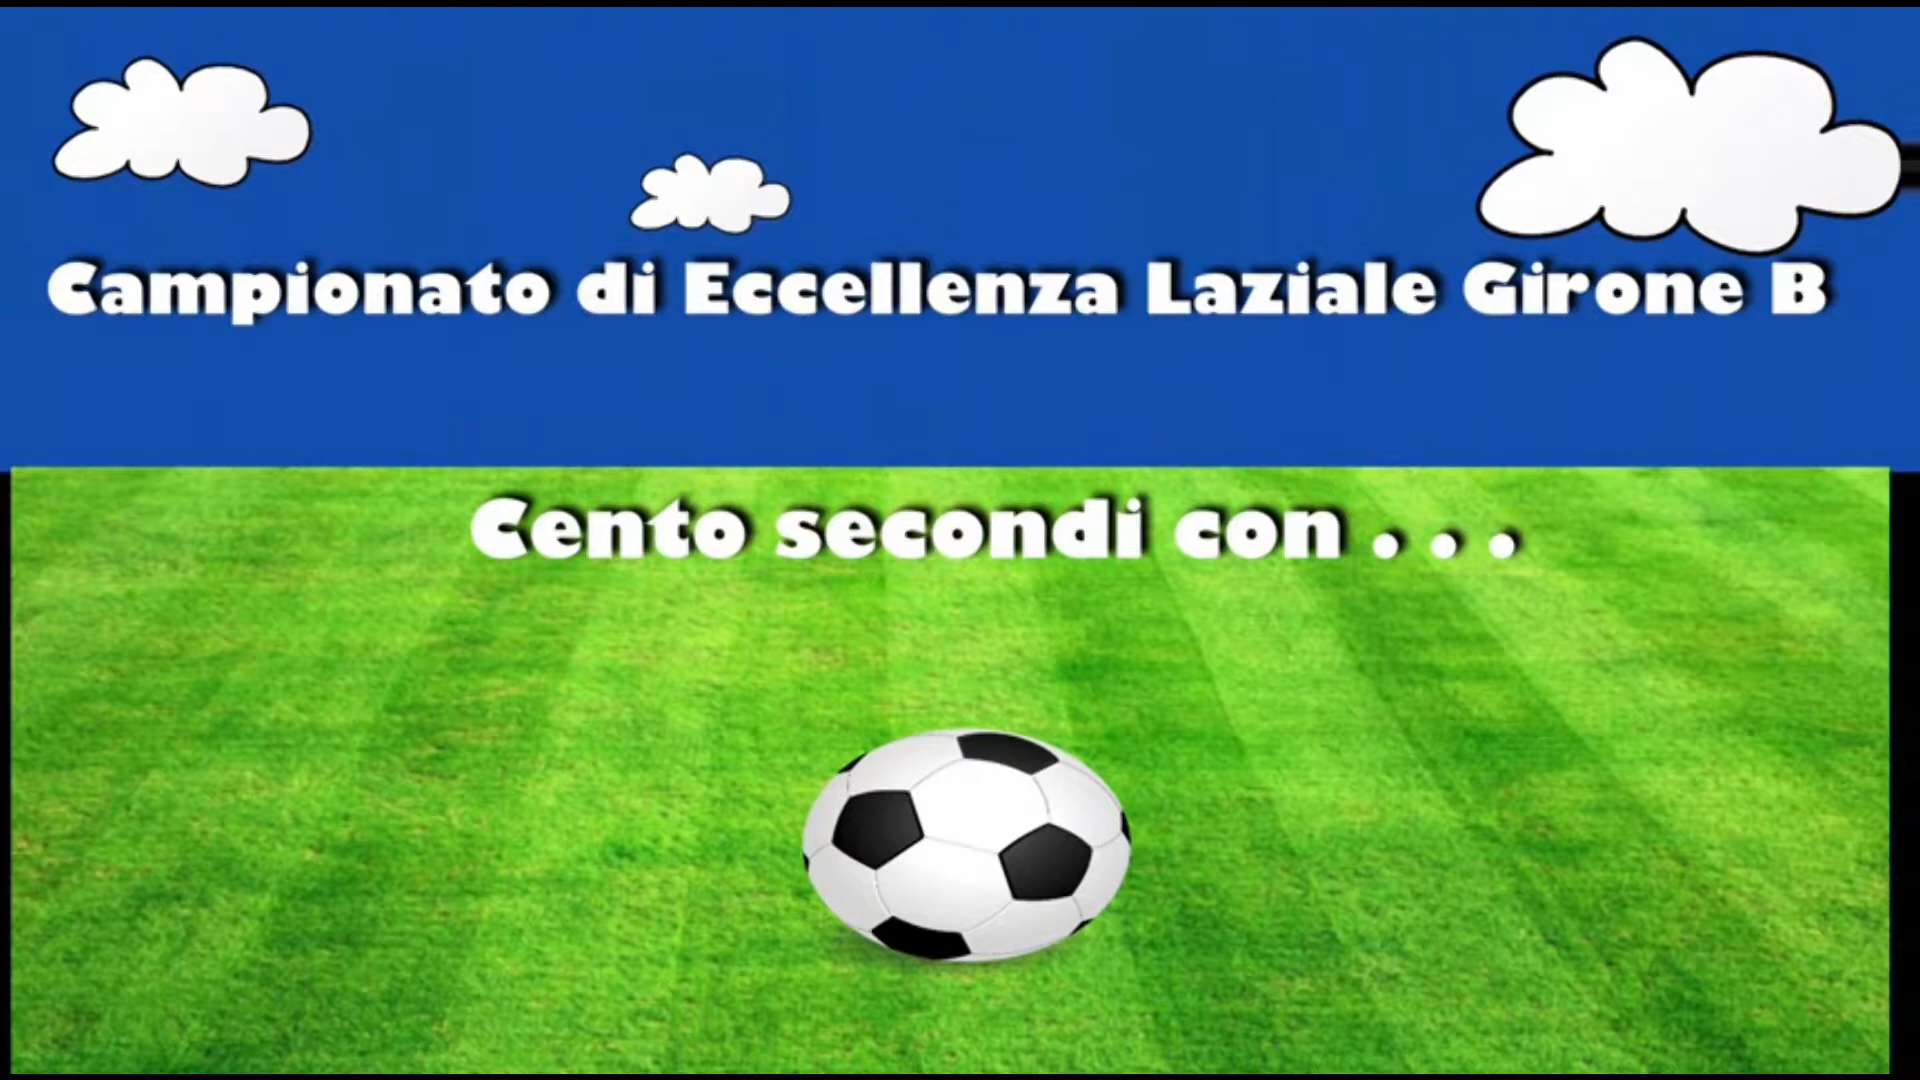 Campionato di Eccellenza Laziale Girone B
Cento secondi con . . .